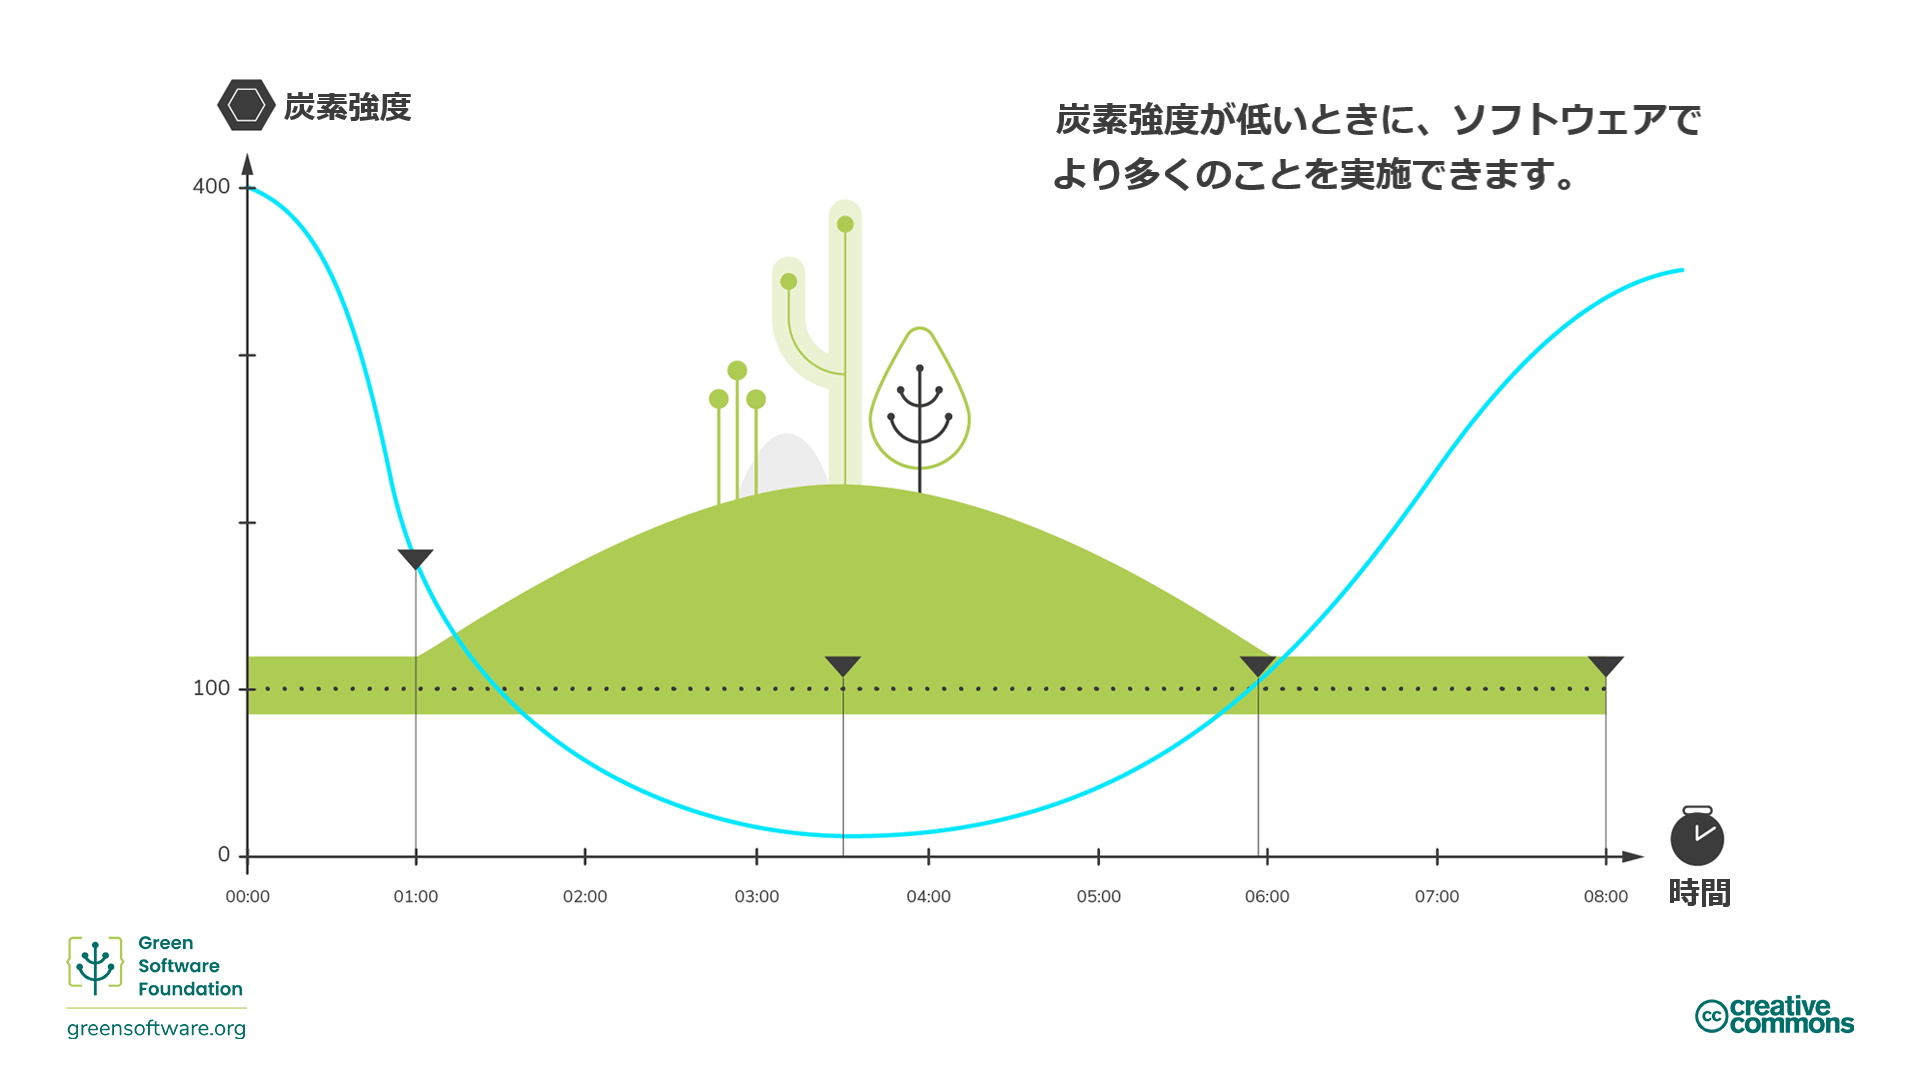 炭素強度
炭素強度が低いときに、ソフトウェアで
より多くのことを実施できます。
400
100
0
00:00
01:00
02:00
03:00
04:00
05:00
06:00
07:00
08:00
時間
Green
Software
Foundation
greensoftware.org
cc creative
commons